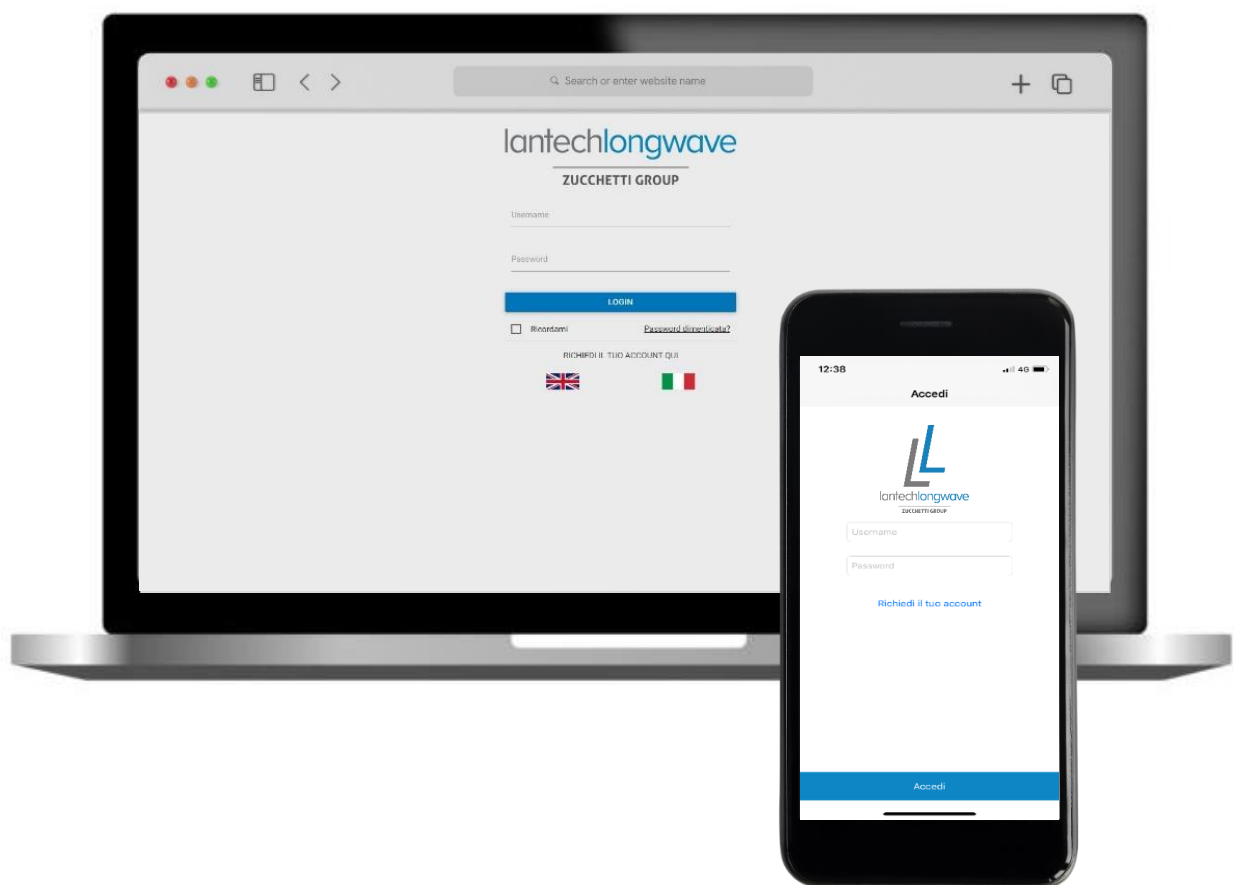 Search or enter website name
lantechlongwave
ZUCCHETTI GROUP
Username
Password
LOGIN
Ricordami Password dimenticata?
RICHIEDI IL TUO ACCOUNT QUI
12:38 4G
Accedi
lantechlongwave
ZUCCHETTI GROUP
Username
Password
Richiedi il tuo account
Accedi